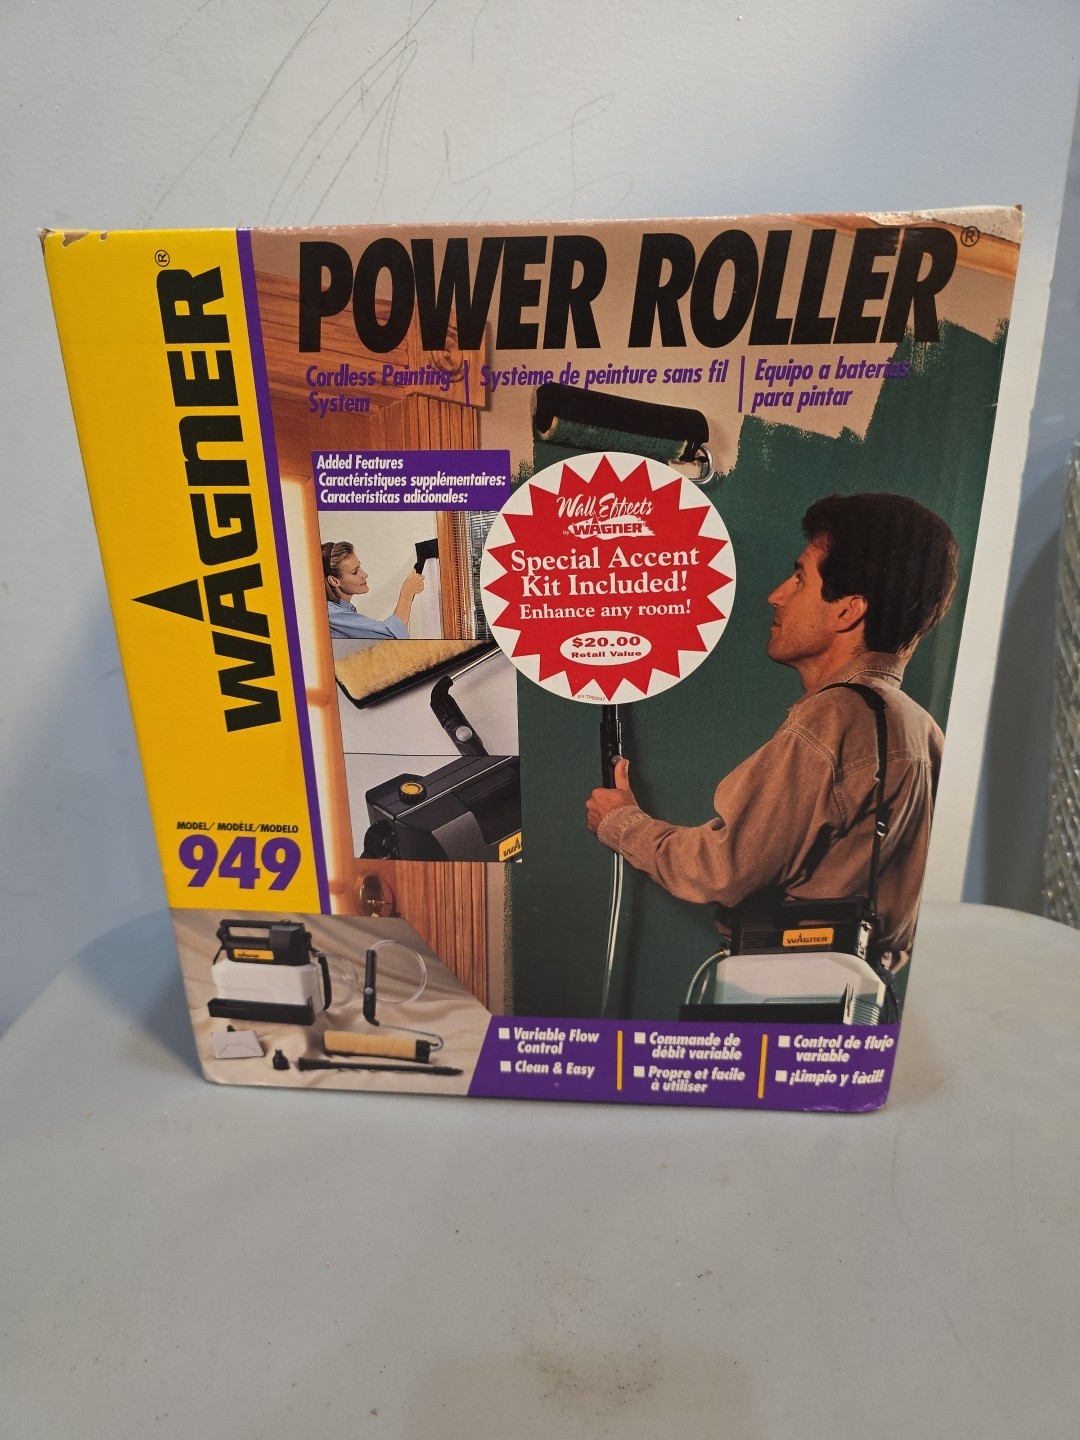 WAGNER®
POWER ROLLER®
Cordless Painting
System
Système de peinture sans fil
Equipo a baterias
para pintar
Added Features
Caractéristiques supplémentaires:
Características adicionales:
Wall Effects
by WAGNER
Special Accent
Kit Included!
Enhance any room!
$20.00
Retail Value
MODEL/ MODÈLE/MODELO
949
WAGNER
WAGNER
Variable Flow
Control
Clean & Easy
Commande de
débit variable
Propre et facile
à utiliser
Control de flujo
variable
¡Limpio y fàcil!